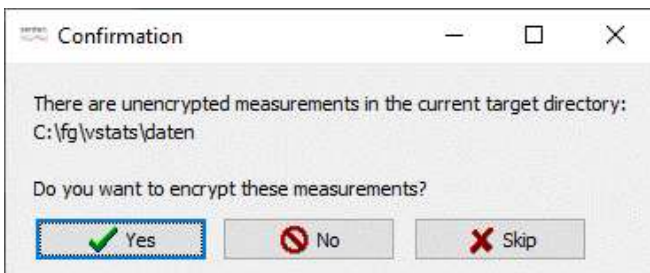 Confirmation
There are unencrypted measurements in the current target directory:
C:\fg\vstats\daten
Do you want to encrypt these measurements?
Yes
No
Skip